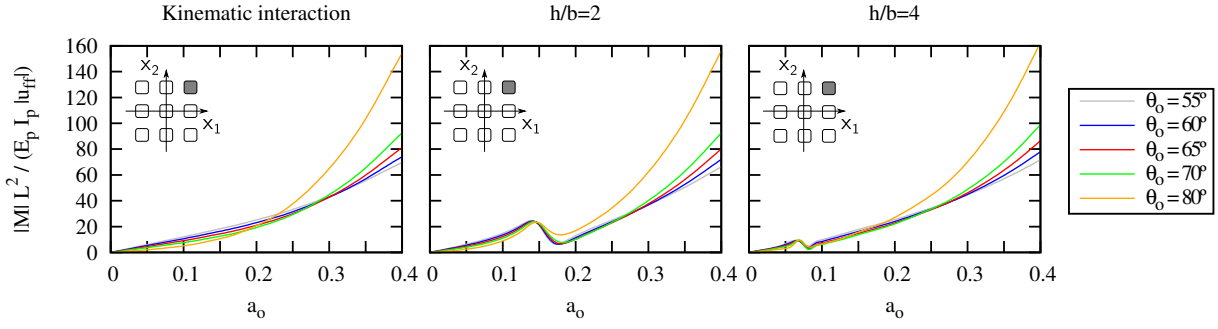 Kinematic interaction
h/b=2
h/b=4
|M| L² / (Eₚ Iₚ |u_ff|)
160
140
120
100
80
60
40
20
0
x₂
x₁
0 0.1 0.2 0.3 0.4
aₒ
x₂
x₁
0 0.1 0.2 0.3 0.4
aₒ
x₂
x₁
0 0.1 0.2 0.3 0.4
aₒ
θₒ = 55º
θₒ = 60º
θₒ = 65º
θₒ = 70º
θₒ = 80º